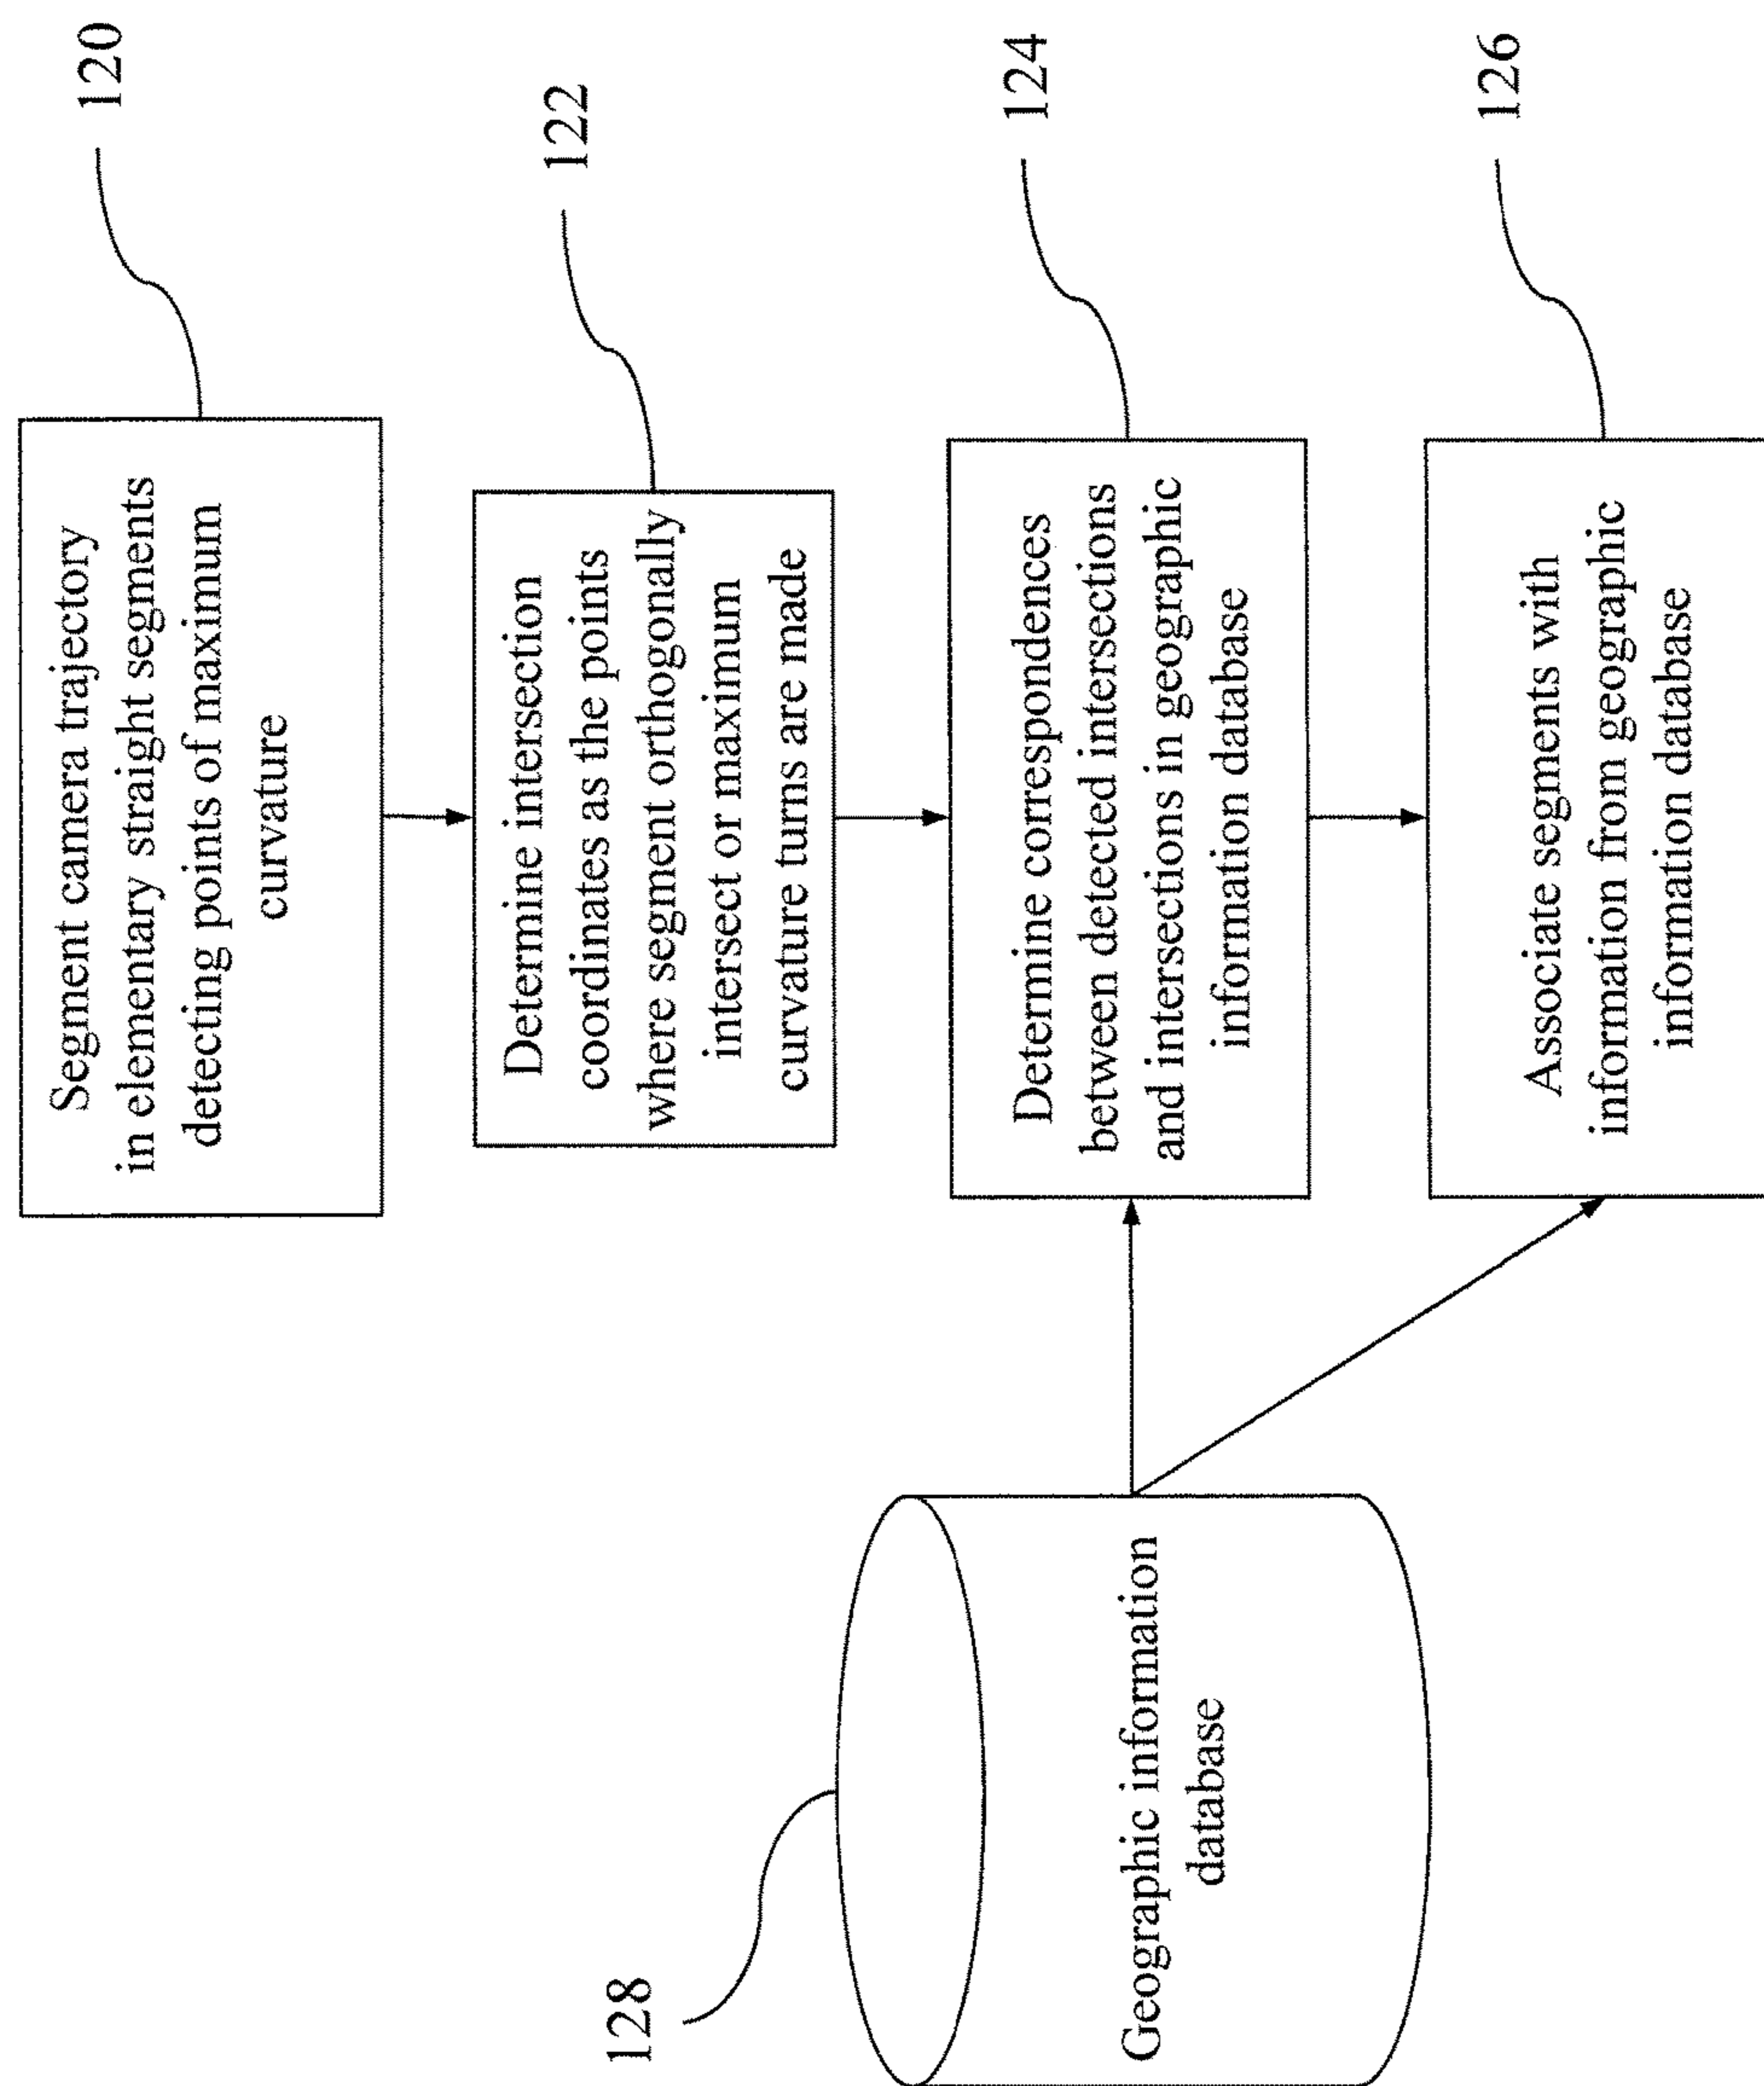 Segment camera trajectory
in elementary straight segments
detecting points of maximum
curvature
120
Determine intersection
coordinates as the points
where segment orthogonally
intersect or maximum
curvature turns are made
122
Determine correspondences
between detected intersections
and intersections in geographic
information database
124
Associate segments with
information from geographic
information database
126
128
Geographic information
database